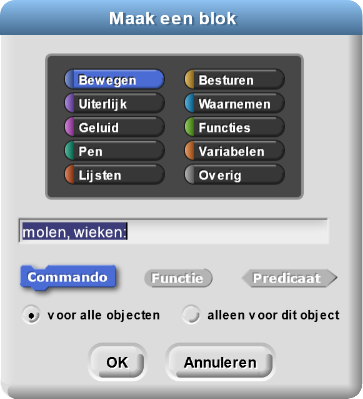 Maak een blok
Bewegen Besturen
Uiterlijk Waarnemen
Geluid Functies
Pen Variabelen
Lijsten Overig
molen, wieken:
Commando Functie Predicaat
voor alle objecten alleen voor dit object
OK Annuleren